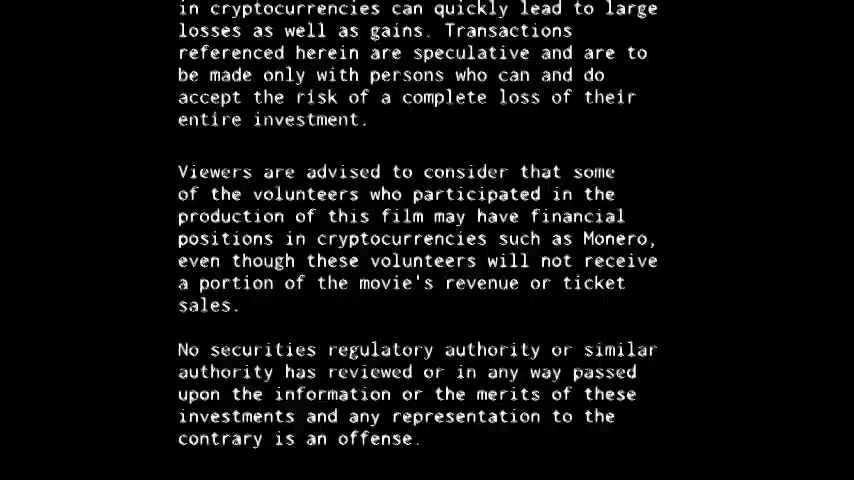 in cryptocurrencies can quickly lead to large
losses as well as gains. Transactions
referenced herein are speculative and are to
be made only with persons who can and do
accept the risk of a complete loss of their
entire investment.
Viewers are advised to consider that some
of the volunteers who participated in the
production of this film may have financial
positions in cryptocurrencies such as Monero,
even though these volunteers will not receive
a portion of the movie's revenue or ticket
sales.
No securities regulatory authority or similar
authority has reviewed or in any way passed
upon the information or the merits of these
investments and any representation to the
contrary is an offense.